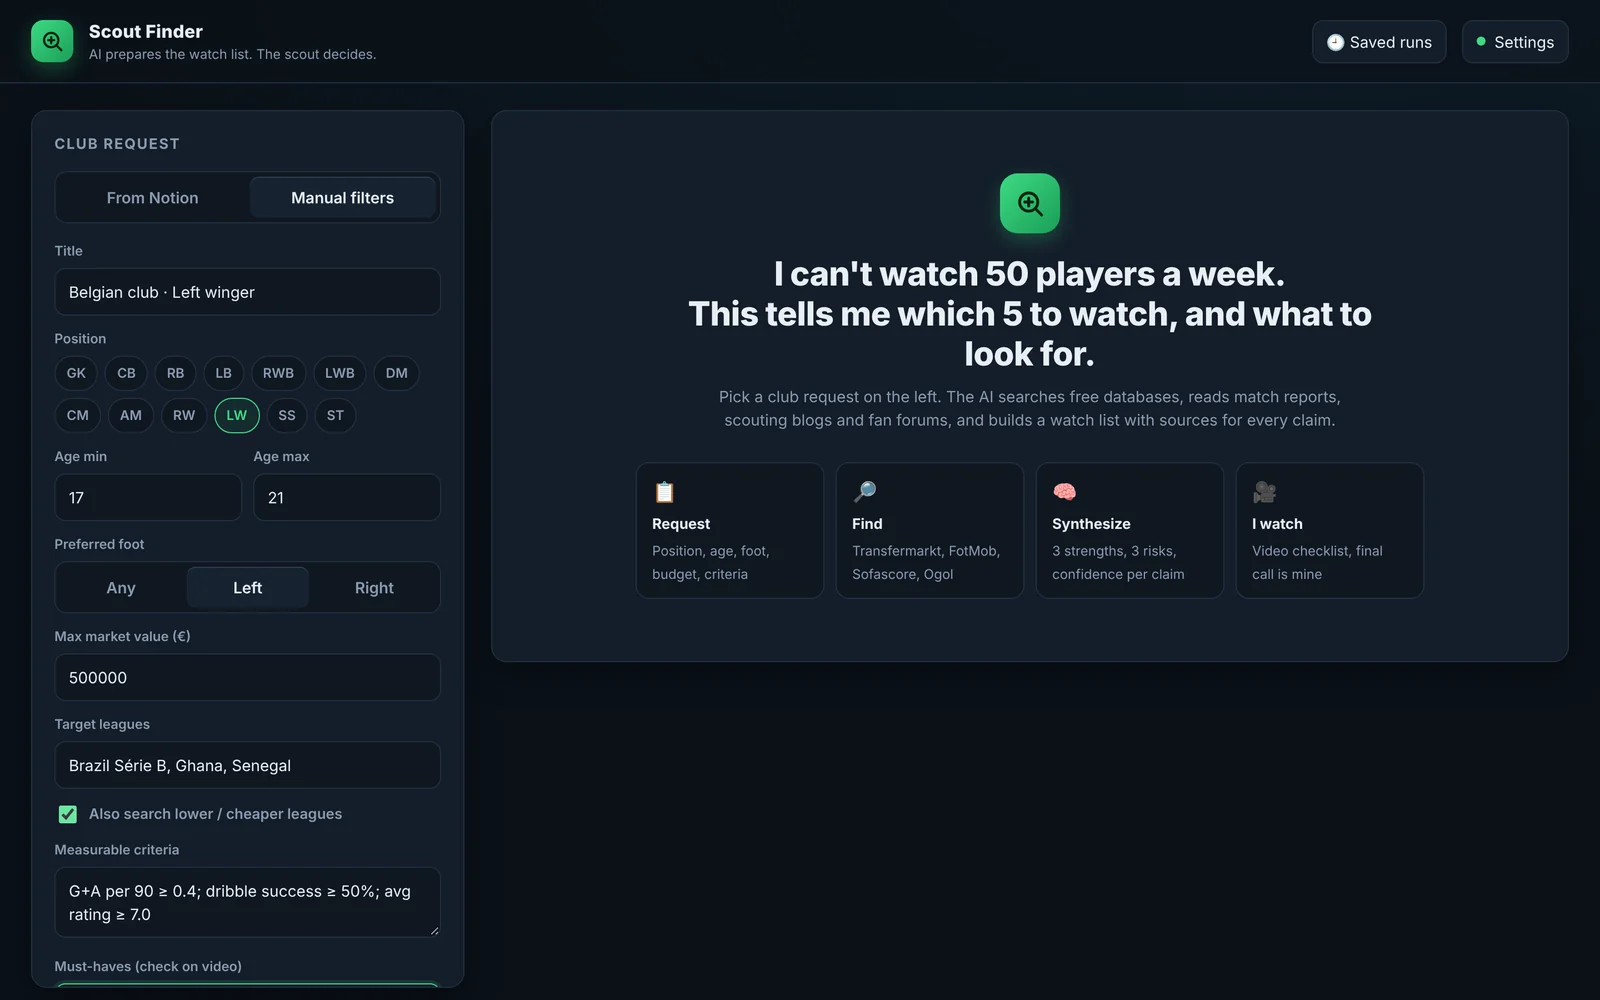 Scout Finder
AI prepares the watch list. The scout decides.
Saved runs
Settings
CLUB REQUEST
From Notion
Manual filters
Title
Belgian club · Left winger
Position
GK CB RB LB RWB LWB DM
CM AM RW LW SS ST
Age min
Age max
17
21
Preferred foot
Any
Left
Right
Max market value (€)
500000
Target leagues
Brazil Série B, Ghana, Senegal
Also search lower / cheaper leagues
Measurable criteria
G+A per 90 ≥ 0.4; dribble success ≥ 50%; avg
rating ≥ 7.0
Must-haves (check on video)
I can't watch 50 players a week.
This tells me which 5 to watch, and what to
look for.
Pick a club request on the left. The AI searches free databases, reads match reports,
scouting blogs and fan forums, and builds a watch list with sources for every claim.
Request
Position, age, foot,
budget, criteria
Find
Transfermarkt, FotMob,
Sofascore, Ogol
Synthesize
3 strengths, 3 risks,
confidence per claim
I watch
Video checklist, final
call is mine